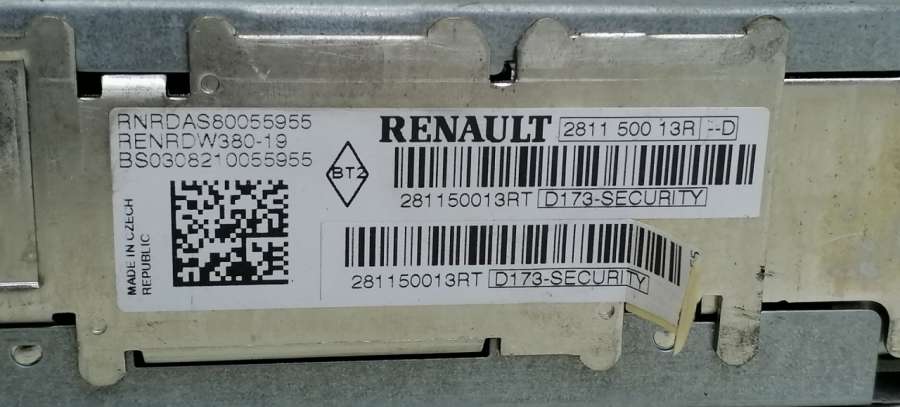 RNRDAS80055955
RENRDW380-19
BS0308210055955
MADE IN CZECH
REPUBLIC
BT2
RENAULT 2811 500 13R --D
281150013RT D173-SECURITY
281150013RT D173-SECURITY